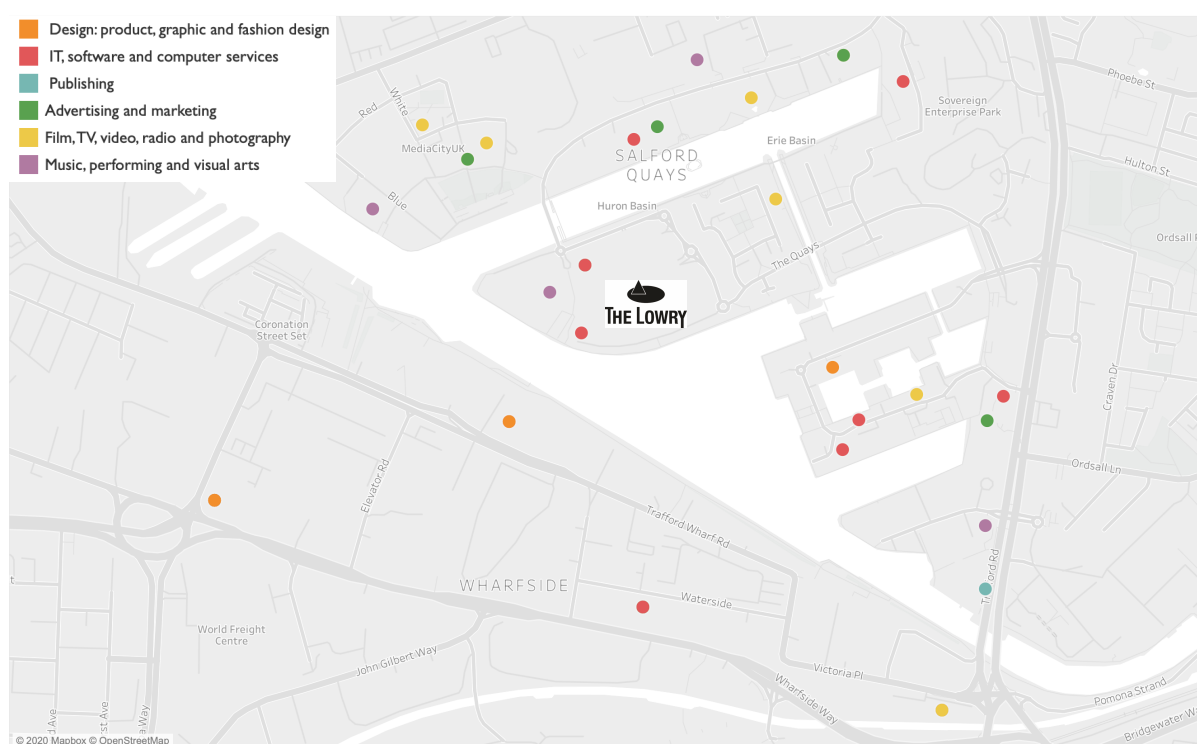 Design: product, graphic and fashion design
IT, software and computer services
Publishing
Advertising and marketing
Film, TV, video, radio and photography
Music, performing and visual arts
Phoebe St
Red
White
Sovereign
Enterprise Park
MediaCityUK
Erie Basin
SALFORD
QUAYS
Hulton St
Blue
Huron Basin
Ordsall
The Quays
THE LOWRY
Coronation
Street Set
Craven Dr
Ordsall Ln
Elevator Rd
Trafford Wharf Rd
WHARFSIDE
Waterside
Rd
World Freight
Centre
John Gilbert Way
Victoria Pl
Wharfside Way
Pomona Strand
Bridgewater
Ave
Ave
Way
© 2020 Mapbox © OpenStreetMap